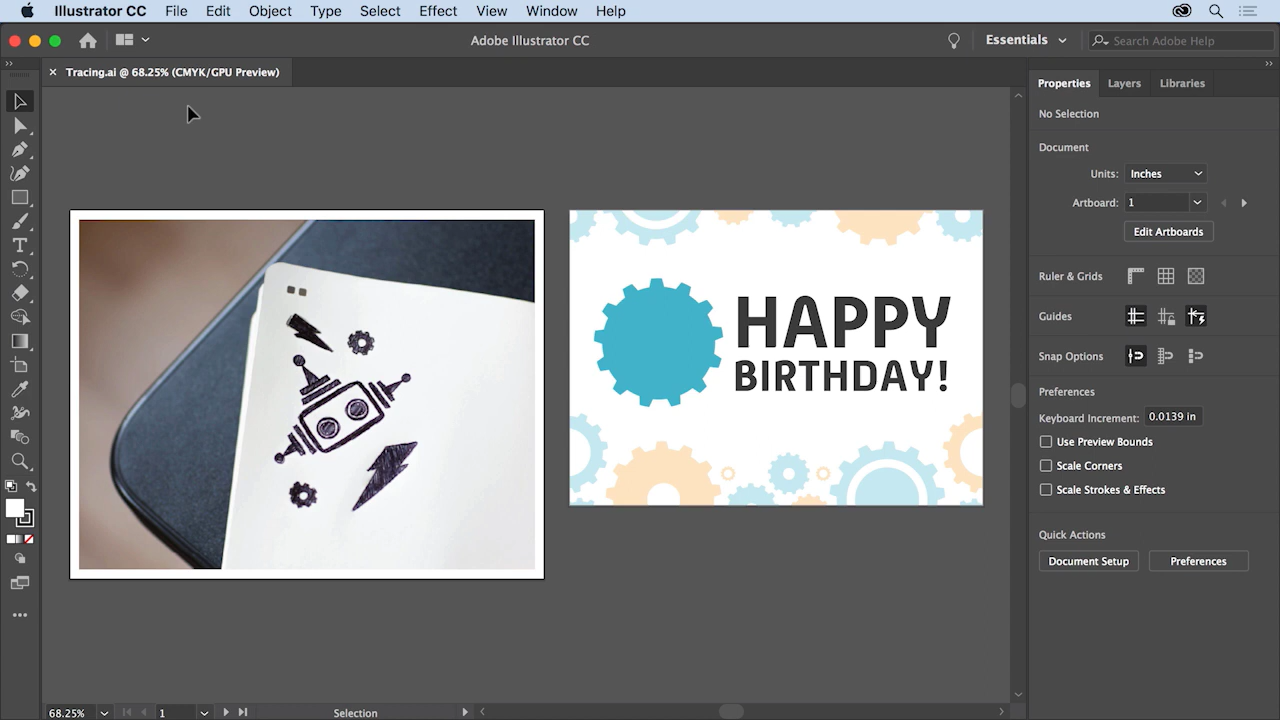 Illustrator CC File Edit Object Type Select Effect View Window Help
Adobe Illustrator CC
Essentials
Search Adobe Help
Tracing.ai @ 68.25% (CMYK/GPU Preview)
HAPPY
BIRTHDAY!
Properties Layers Libraries
No Selection
Document
Units: Inches
Artboard: 1
Edit Artboards
Ruler & Grids
Guides
Snap Options
Preferences
Keyboard Increment: 0.0139 in
Use Preview Bounds
Scale Corners
Scale Strokes & Effects
Quick Actions
Document Setup Preferences
68.25% 1 Selection